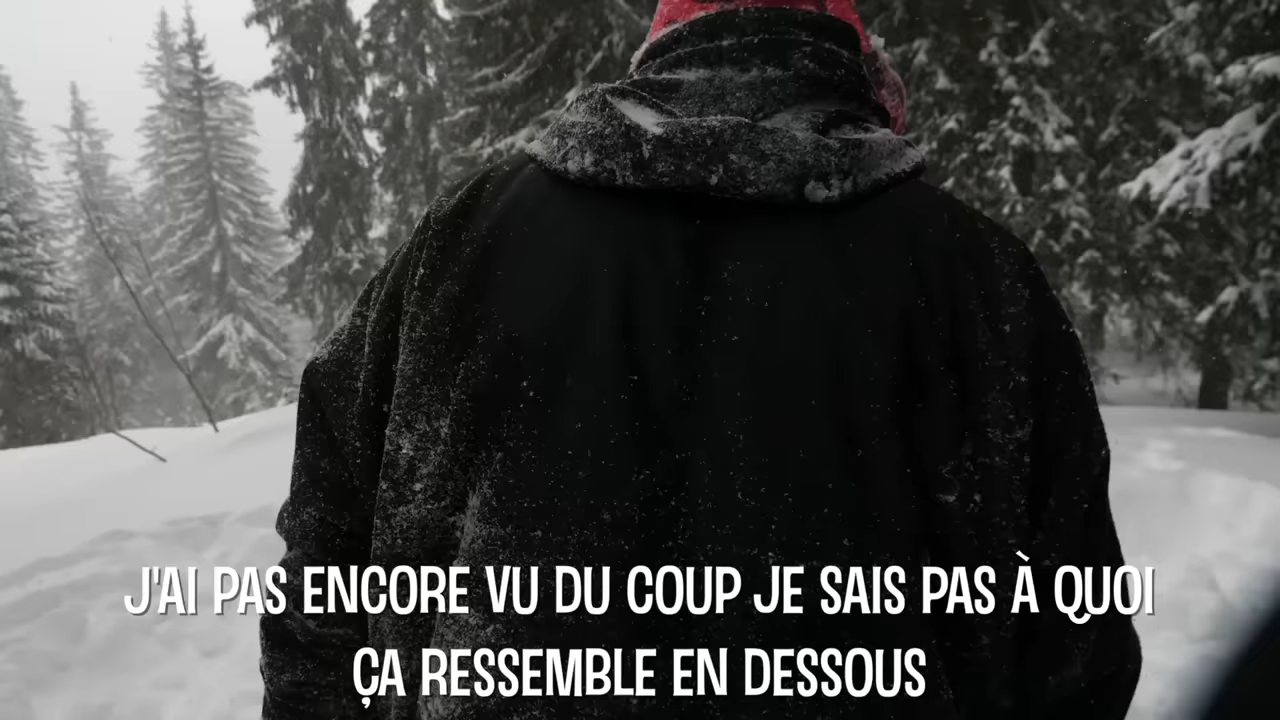 J'AI PAS ENCORE VU DU COUP JE SAIS PAS À QUOI
ÇA RESSEMBLE EN DESSOUS